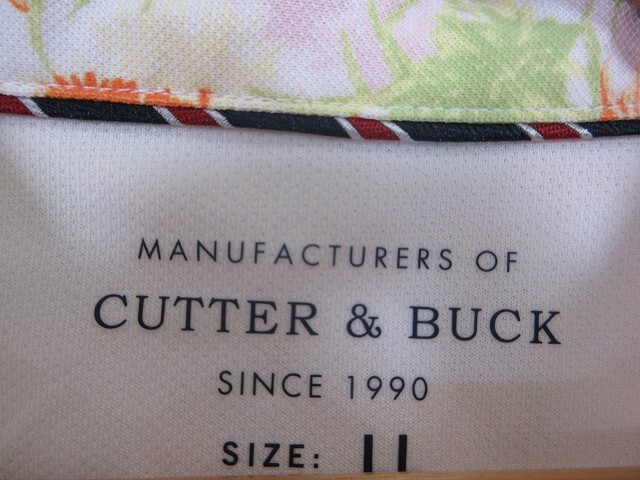 MANUFACTURERS OF
CUTTER & BUCK
SINCE 1990
SIZE: